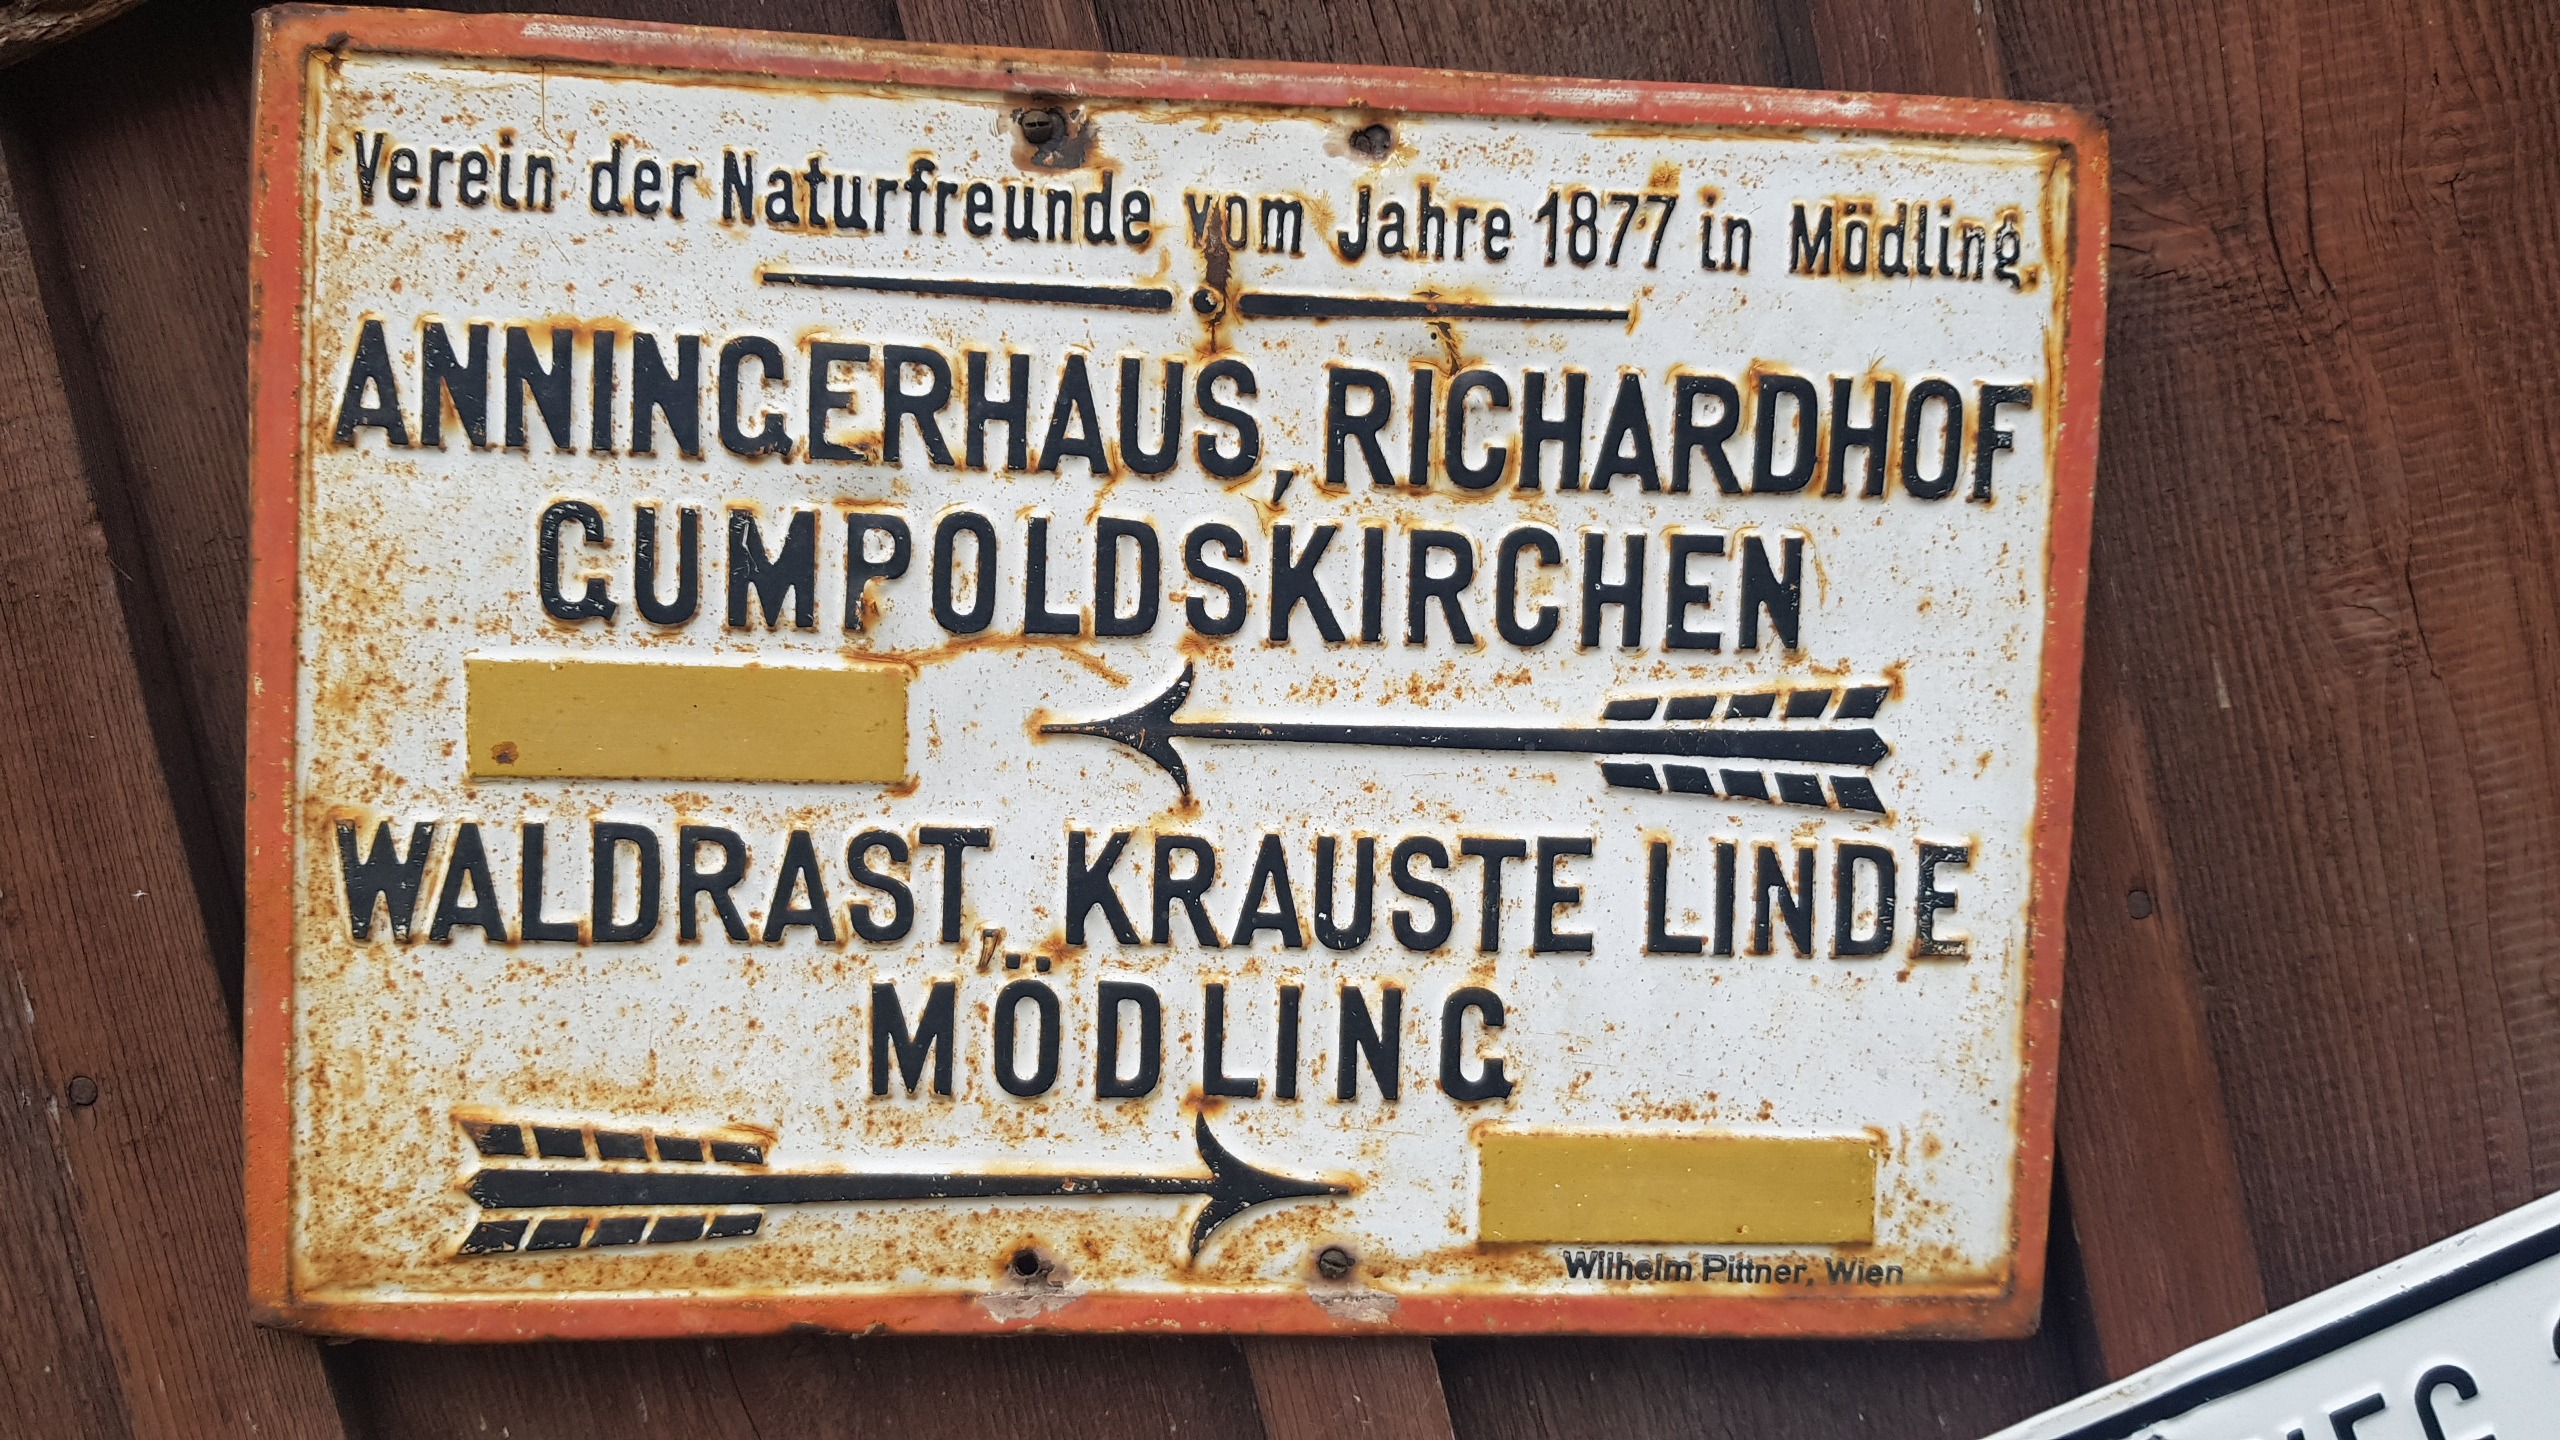 Verein der Naturfreunde vom Jahre 1877 in Mödling.
ANNINGERHAUS, RICHARDHOF
GUMPOLDSKIRCHEN
WALDRAST, KRAUSTE LINDE
MÖDLING
Wilhelm Pittner, Wien